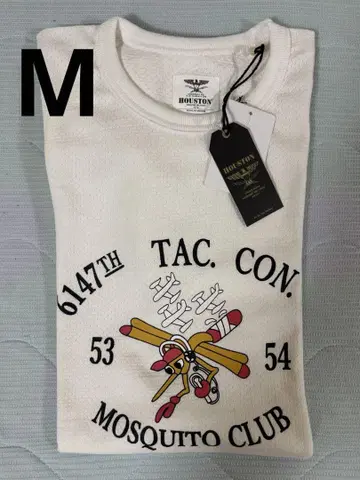 M
HOUSTON
HOUSTON
6147TH TAC. CON.
53 54
MOSQUITO CLUB